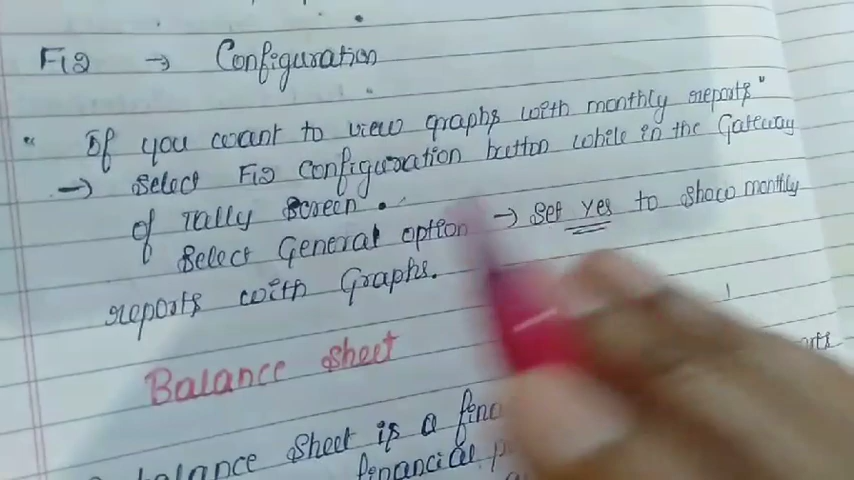 F12 → Configuration
" If you want to view graphs with monthly reports"
→ Select F12 Configuration button while in the Gateway
of Tally Screen.
Select General option → Set Yes to show monthly
reports with Graphs.
Balance Sheet
balance Sheet is a
financial